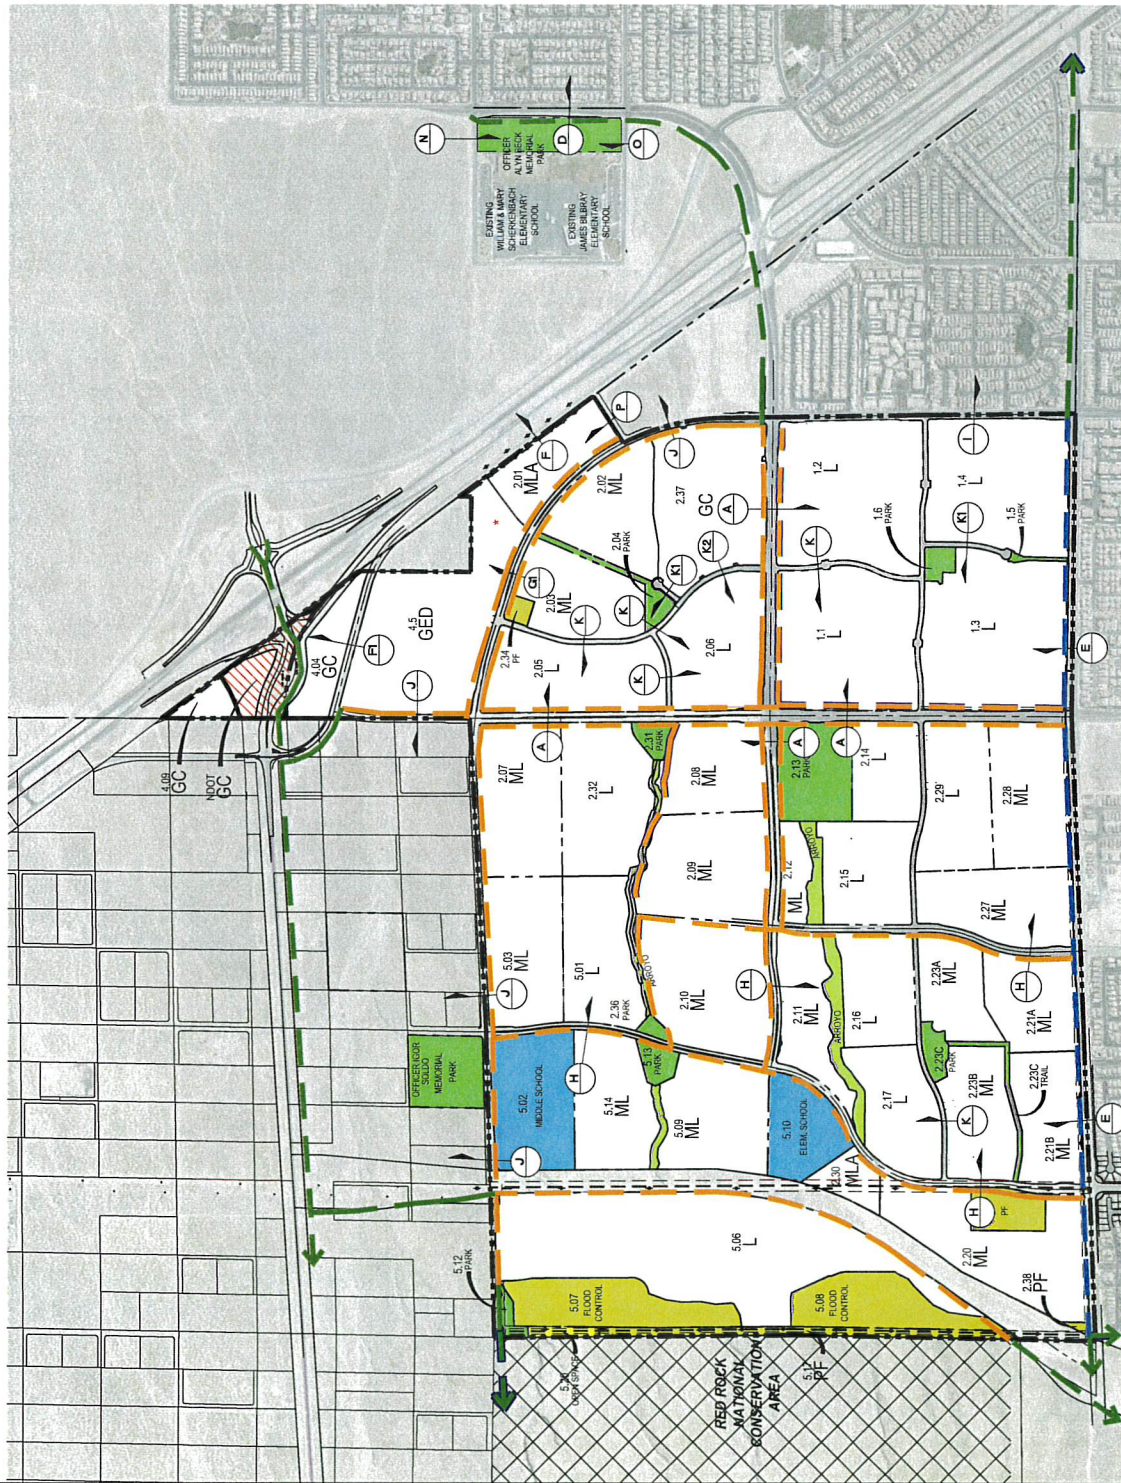 N
OFFICER
ALYN BECK
MEMORIAL
PARK
D
O
EXISTING
WILLIAM & MARY
SCHERKENBACH
ELEMENTARY
SCHOOL
EXISTING
JAMES BILBRAY
ELEMENTARY
SCHOOL
P
F
J
I
2.01
MLA
2.02
ML
2.37
GC
A
1.2
L
1.4
L
*
2.04
PARK
K1
K2
K
1.6
PARK
K1
1.5
PARK
G1
2.03
ML
K
2.34
PF
2.05
L
K
2.06
L
1.1
L
1.3
L
E
4.5
GED
F1
4.04
GC
J
4.09
GC
NDOT
GC
A
A
A
2.07
ML
2.32
L
2.31
PARK
2.08
ML
2.13
PARK
2.14
L
2.29
L
2.28
ML
2.09
ML
2.12
ML
ARROYO
2.15
L
2.27
ML
5.03
ML
5.01
L
2.36
PARK
ARROYO
2.10
ML
H
2.11
ML
ARROYO
2.16
L
2.23A
ML
H
2.21A
ML
J
OFFICER IGOR
SOLDO
MEMORIAL
PARK
5.02
MIDDLE SCHOOL
H
5.14
ML
5.13
PARK
5.09
ML
5.10
ELEM. SCHOOL
2.17
L
2.23C
PARK
2.23B
ML
2.23C
TRAIL
K
2.21B
ML
E
J
2.30
MLA
H
PF
5.06
L
2.20
ML
2.38
PF
5.12
PARK
5.07
FLOOD
CONTROL
5.08
FLOOD
CONTROL
OPEN SPACE
PF
RED ROCK
NATIONAL
CONSERVATION
AREA